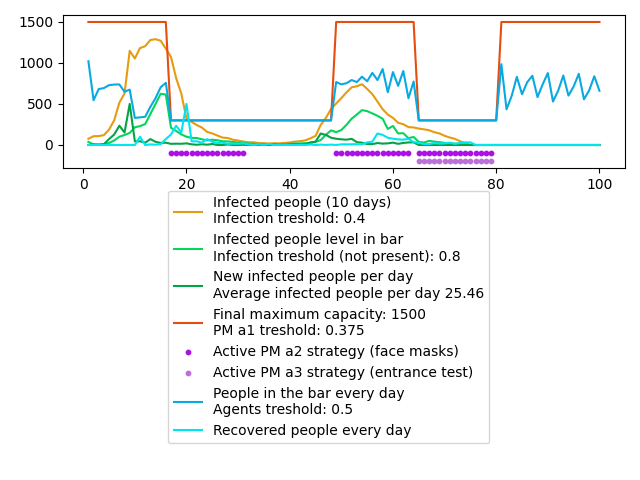 1500
1000
500
0
0 20 40 60 80 100
Infected people (10 days)
Infection treshold: 0.4
Infected people level in bar
Infection treshold (not present): 0.8
New infected people per day
Average infected people per day 25.46
Final maximum capacity: 1500
PM a1 treshold: 0.375
Active PM a2 strategy (face masks)
Active PM a3 strategy (entrance test)
People in the bar every day
Agents treshold: 0.5
Recovered people every day